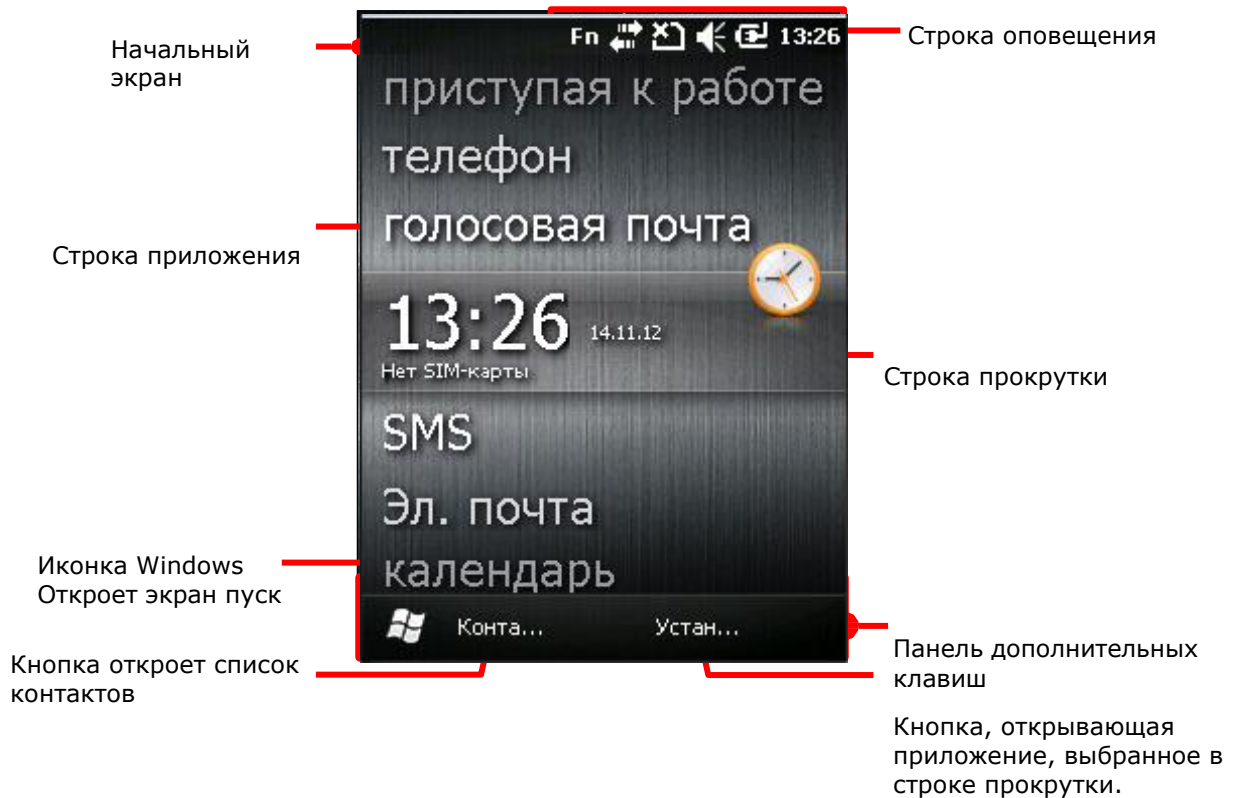 Начальный
экран
Fn 13:26
Строка оповещения
приступая к работе
телефон
голосовая почта
Строка приложения
13:26 14.11.12
Нет SIM-карты
Строка прокрутки
SMS
Эл. почта
календарь
Иконка Windows
Откроет экран пуск
Конта... Устан...
Кнопка откроет список
контактов
Панель дополнительных
клавиш
Кнопка, открывающая
приложение, выбранное в
строке прокрутки.